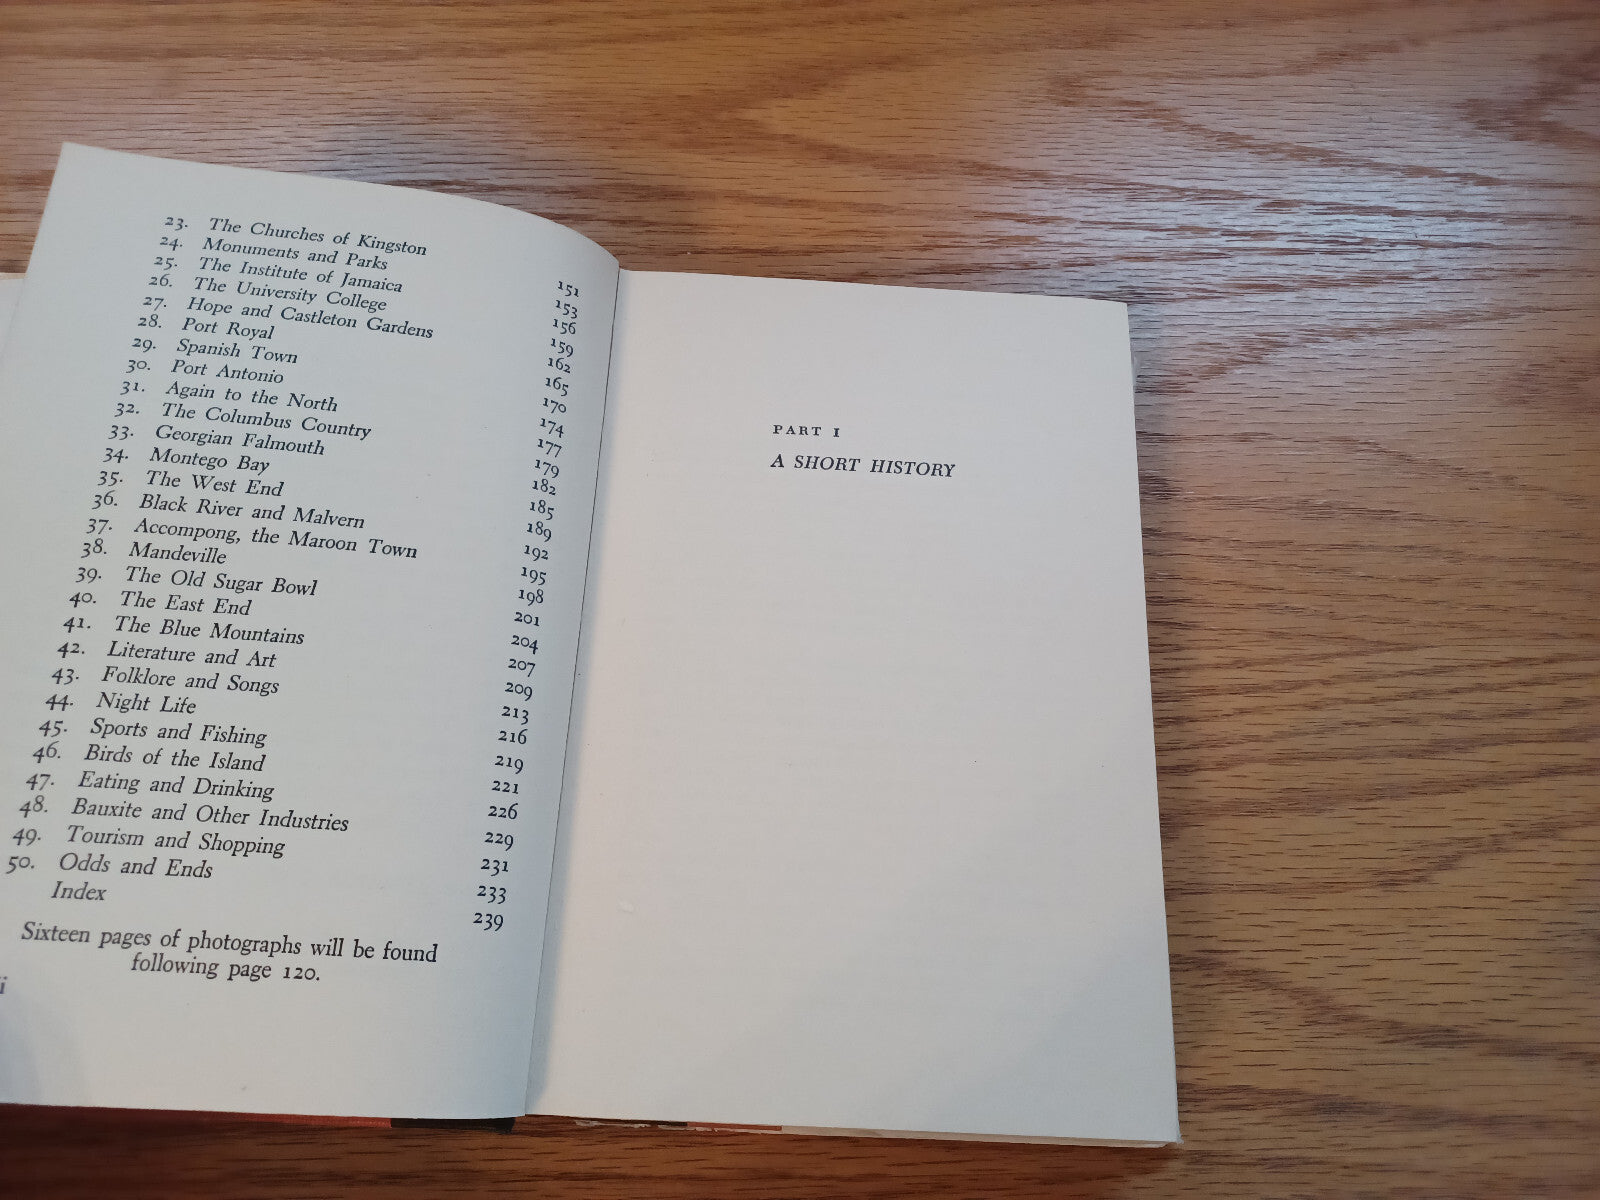 23. The Churches of Kingston 151
24. Monuments and Parks 153
25. The Institute of Jamaica 156
26. The University College 159
27. Hope and Castleton Gardens 162
28. Port Royal 165
29. Spanish Town 170
30. Port Antonio 174
31. Again to the North 177
32. The Columbus Country 179
33. Georgian Falmouth 182
34. Montego Bay 185
35. The West End 189
36. Black River and Malvern 192
37. Accompong, the Maroon Town 195
38. Mandeville 198
39. The Old Sugar Bowl 201
40. The East End 204
41. The Blue Mountains 207
42. Literature and Art 209
43. Folklore and Songs 213
44. Night Life 216
45. Sports and Fishing 219
46. Birds of the Island 221
47. Eating and Drinking 226
48. Bauxite and Other Industries 229
49. Tourism and Shopping 231
50. Odds and Ends 233
Index 239
Sixteen pages of photographs will be found
following page 120.
PART I
A SHORT HISTORY